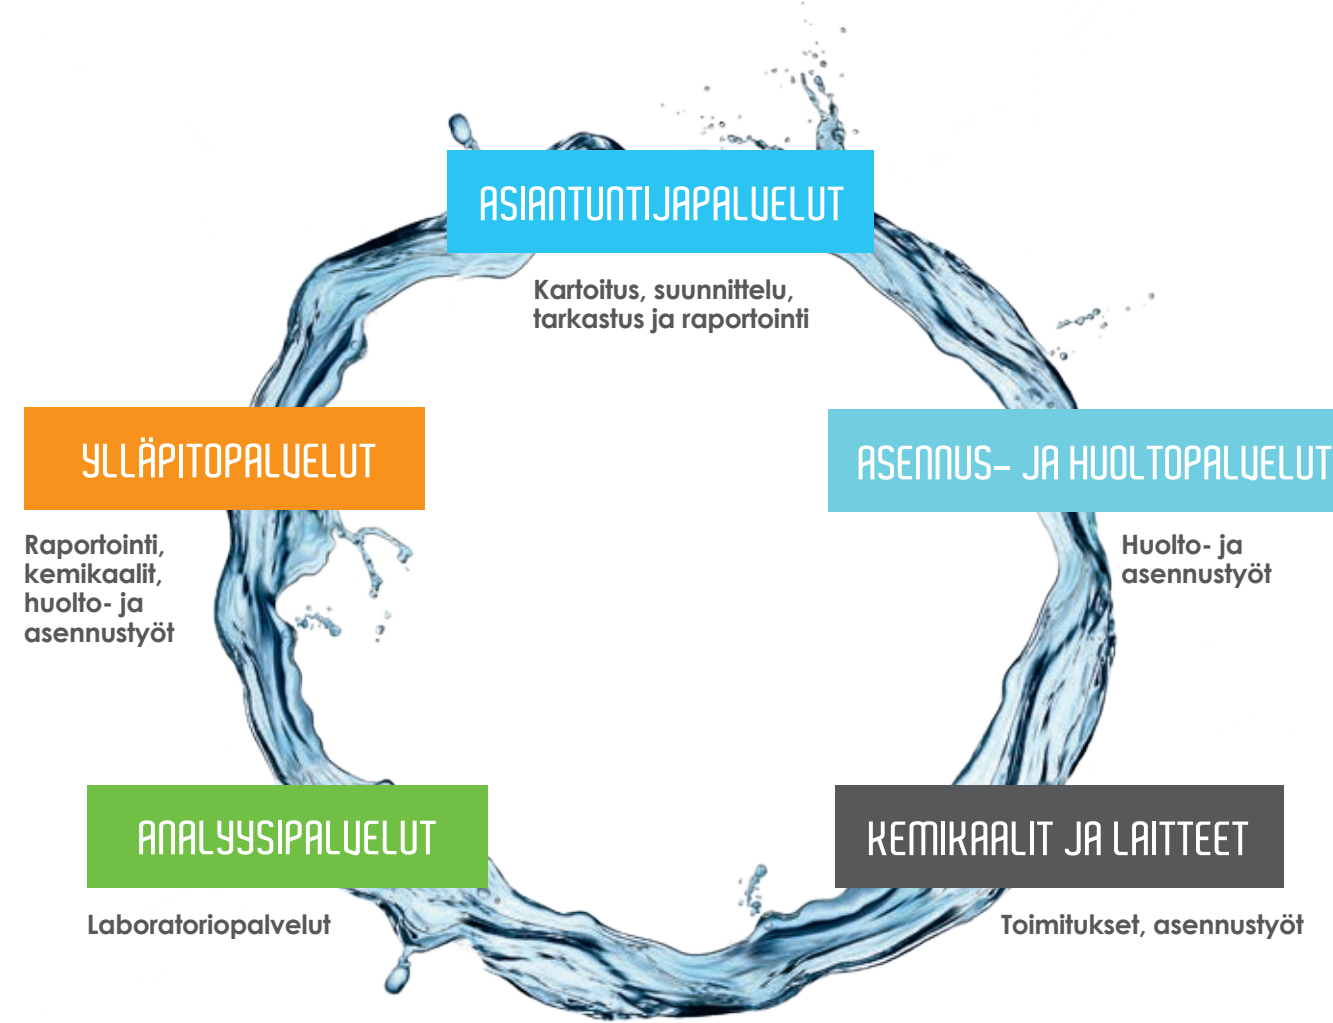 ASIANTUNTIJAPALVELUT
Kartoitus, suunnittelu,
tarkastus ja raportointi
YLLÄPITOPALVELUT
Raportointi,
kemikaalit,
huolto- ja
asennustyöt
ASENNUS- JA HUOLTOPALVELUT
Huolto- ja
asennustyöt
ANALYYSIPALVELUT
Laboratoriopalvelut
KEMIKAALIT JA LAITTEET
Toimitukset, asennustyöt